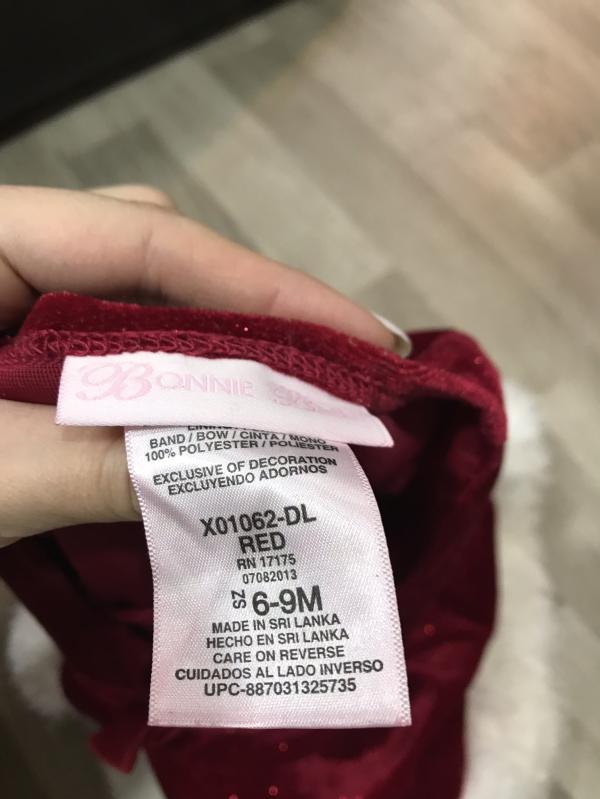 BONNIE
BAND / BOW / CINTA / MONO
100% POLYESTER / POLIESTER
EXCLUSIVE OF DECORATION
EXCLUYENDO ADORNOS
X01062-DL
RED
RN 17175
07082013
SZ 6-9M
MADE IN SRI LANKA
HECHO EN SRI LANKA
CARE ON REVERSE
CUIDADOS AL LADO INVERSO
UPC-887031325735